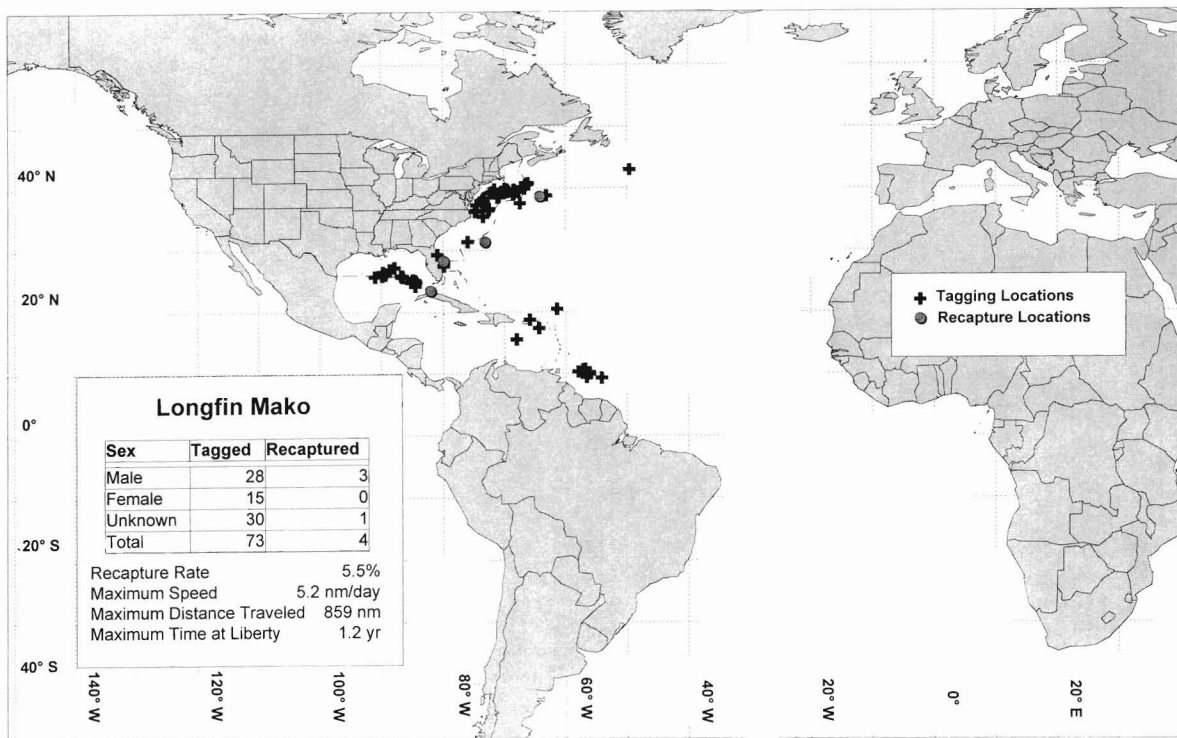 40° N
20° N
0°
20° S
40° S
Tagging Locations
Recapture Locations
Longfin Mako
Sex Tagged Recaptured
Male 28 3
Female 15 0
Unknown 30 1
Total 73 4
Recapture Rate 5.5%
Maximum Speed 5.2 nm/day
Maximum Distance Traveled 859 nm
Maximum Time at Liberty 1.2 yr
140° W
100° W
80° W
60° W
40° W
20° W
0°
20° E